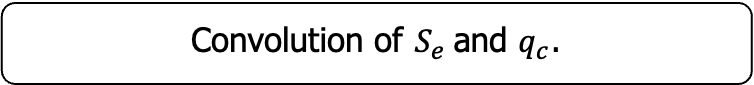 Convolution of $S_e$ and $q_c$.